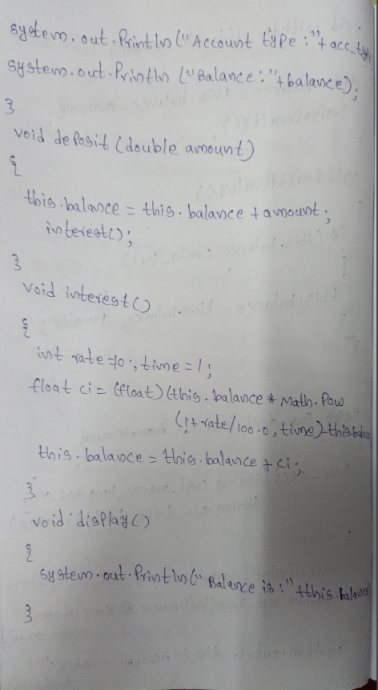 system.out.Println("Account type:"+acc.type
system.out.Println("Balance:"+balance);
}
void deposit(double amount)
{
this.balance = this.balance + amount;
interest();
}
void interest()
{
int rate=10, time=1;
float ci = (float)(this.balance * Math.Pow
(1+rate/100.0, time)-this.balance
this.balance = this.balance + ci;
}
void display()
{
system.out.Println("Balance is:"+this.balance
}